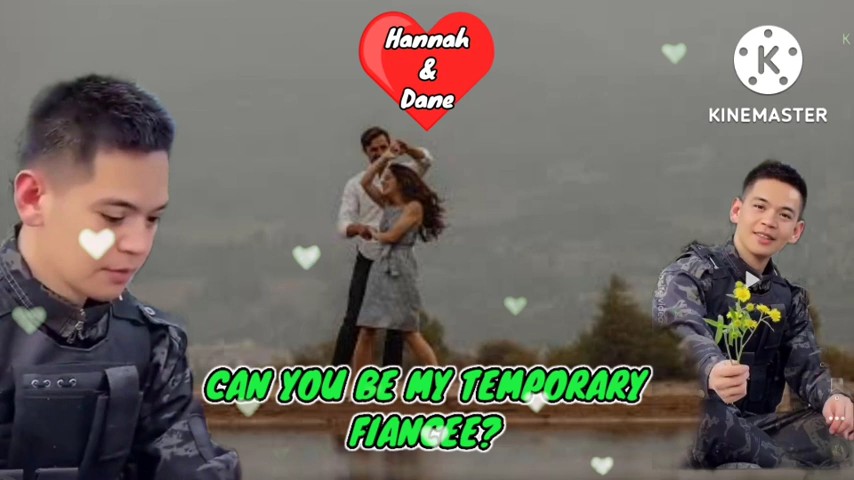 Hannah
&
Dane
K
KINEMASTER
K
CAN YOU BE MY TEMPORARY
FIANCEE?